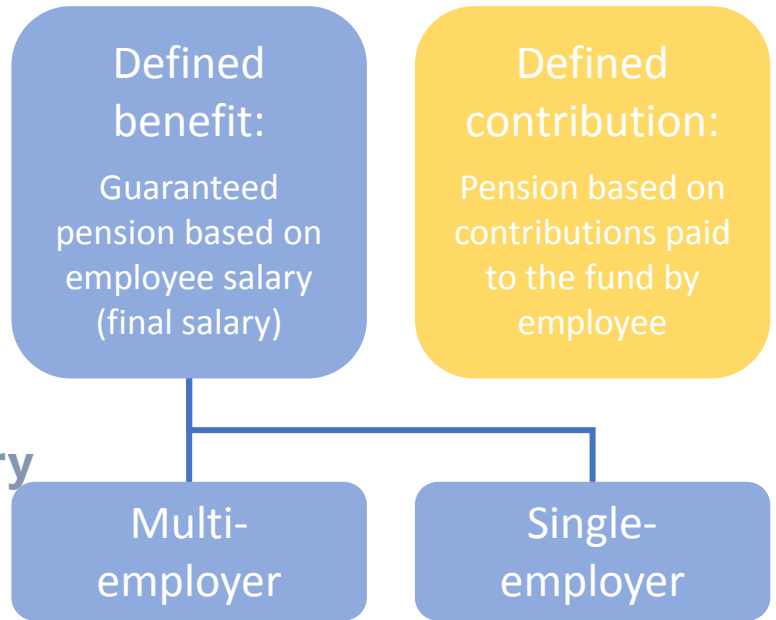 Defined
benefit:
Guaranteed
pension based on
employee salary
(final salary)
Defined
contribution:
Pension based on
contributions paid
to the fund by
employee
ry
Multi-
employer
Single-
employer